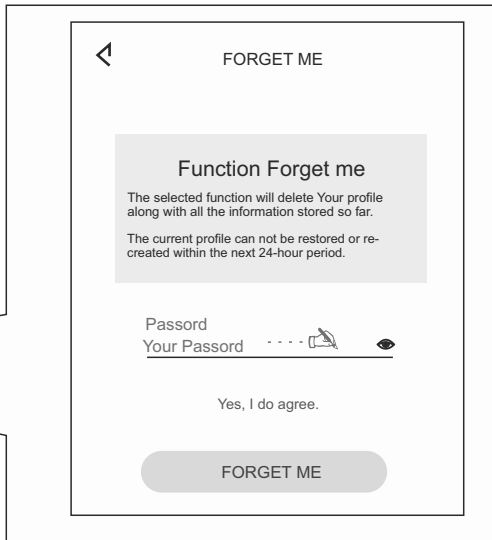 FORGET ME
Function Forget me
The selected function will delete Your profile
along with all the information stored so far.
The current profile can not be restored or re-
created within the next 24-hour period.
Passord
Your Passord - - - -
Yes, I do agree.
FORGET ME